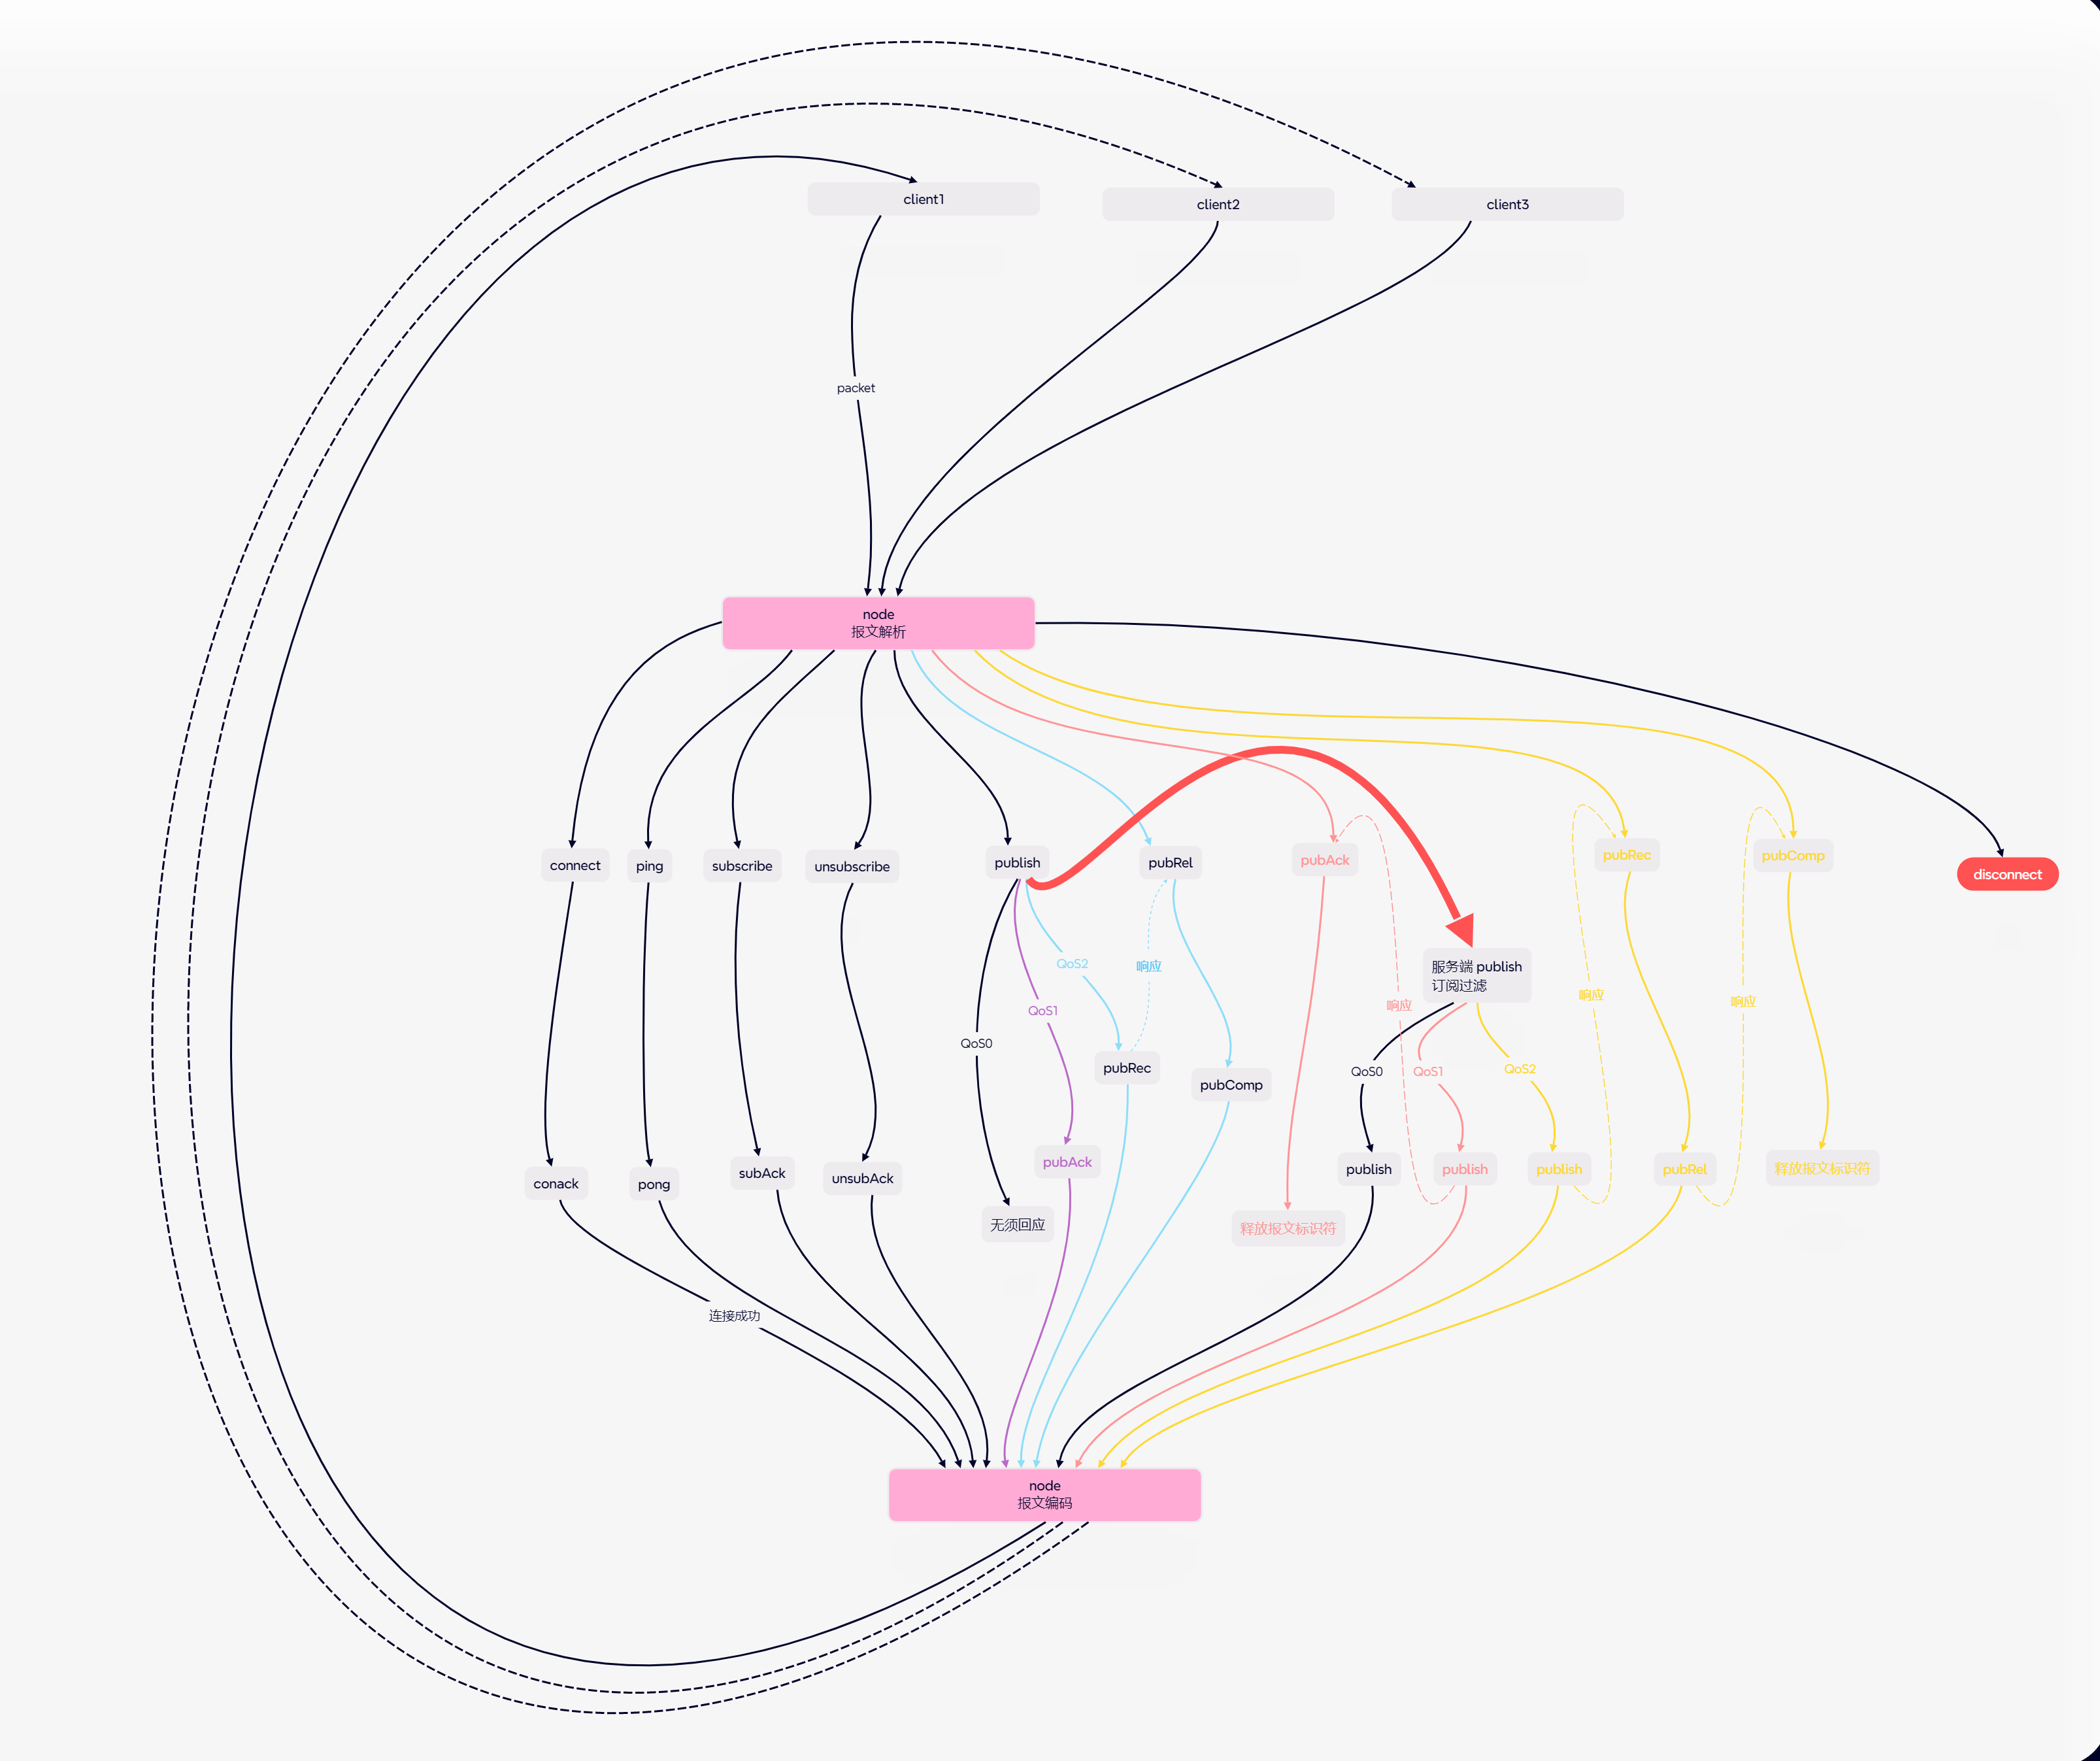 client1
client2
client3
packet
node
报文解析
connect
ping
subscribe
unsubscribe
publish
pubRel
pubAck
pubRec
pubComp
disconnect
QoS2
响应
服务端 publish
订阅过滤
响应
响应
响应
QoS1
QoS0
pubRec
pubComp
QoS0
QoS1
QoS2
conack
pong
subAck
unsubAck
pubAck
无须回应
publish
publish
publish
pubRel
释放报文标识符
释放报文标识符
连接成功
node
报文编码